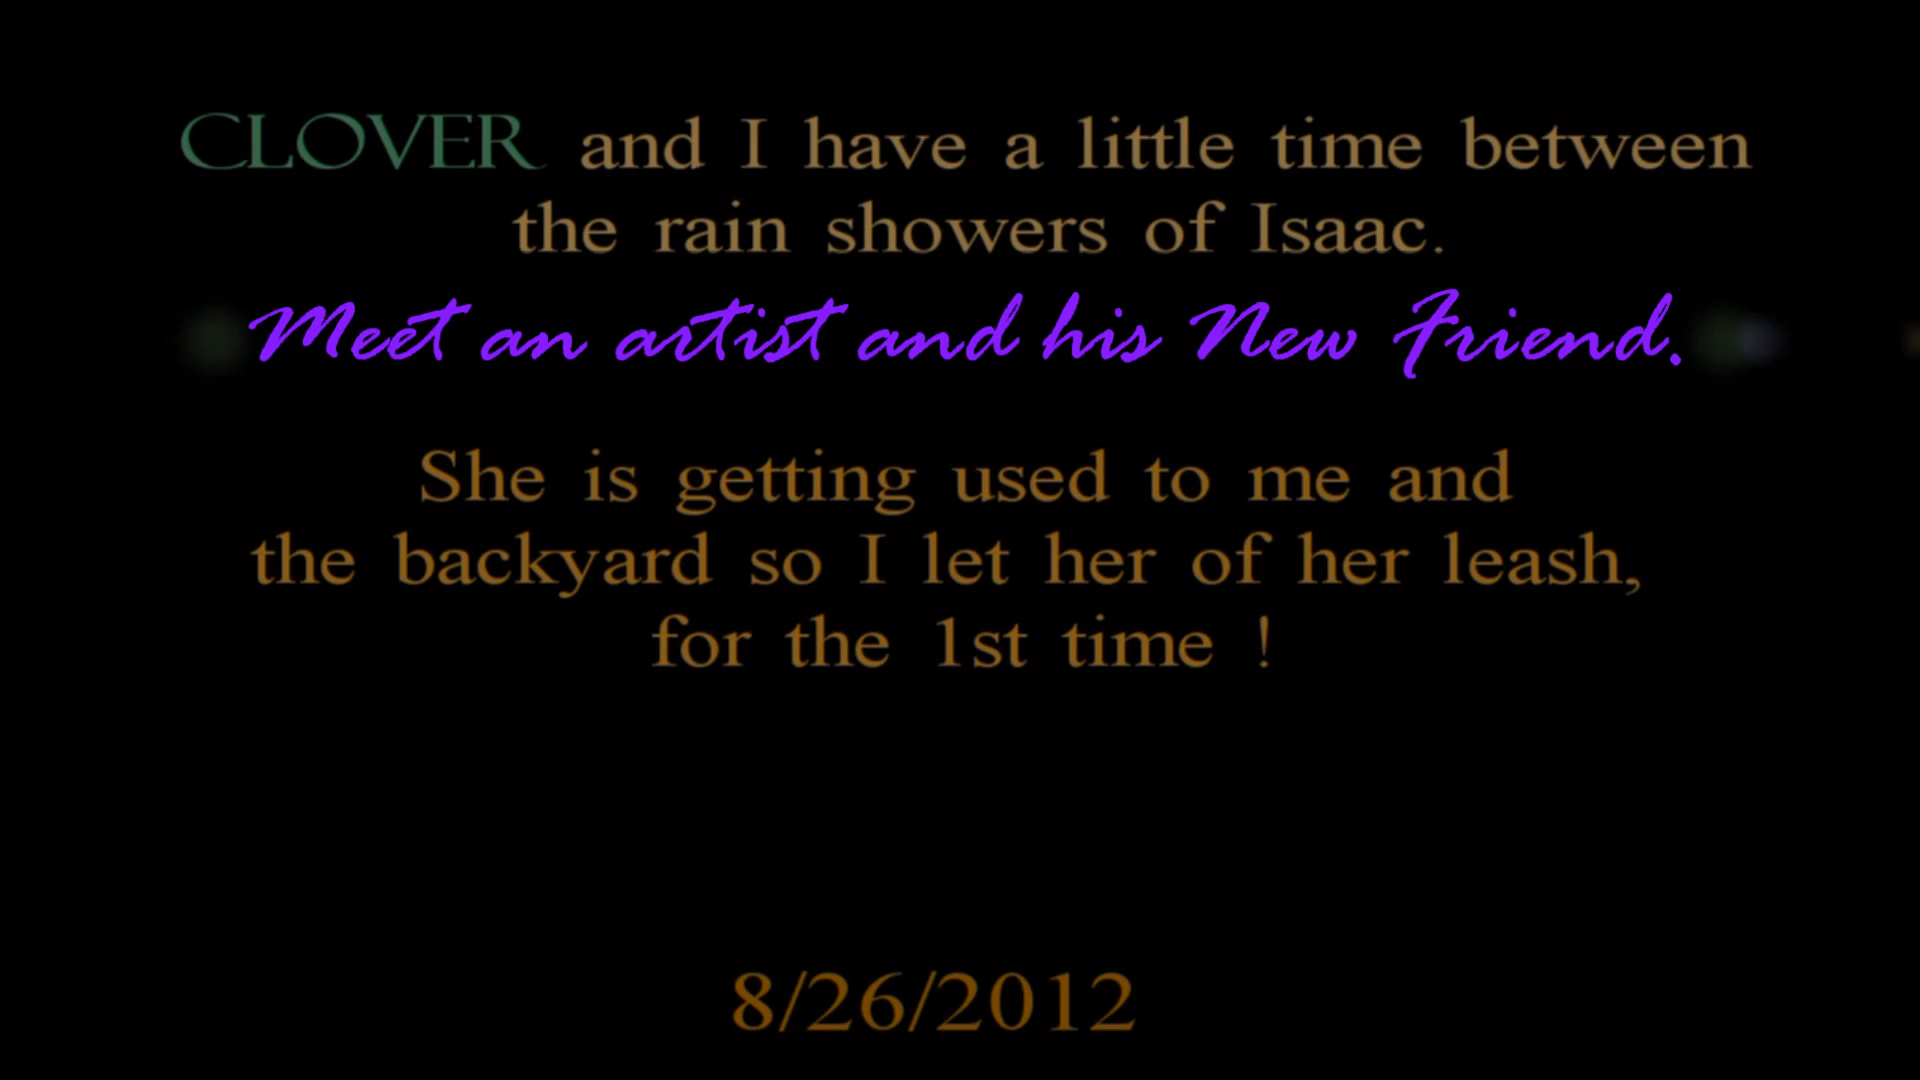 CLOVER and I have a little time between
the rain showers of Isaac.
Meet an artist and his New Friend.
She is getting used to me and
the backyard so I let her of her leash,
for the 1st time !
8/26/2012